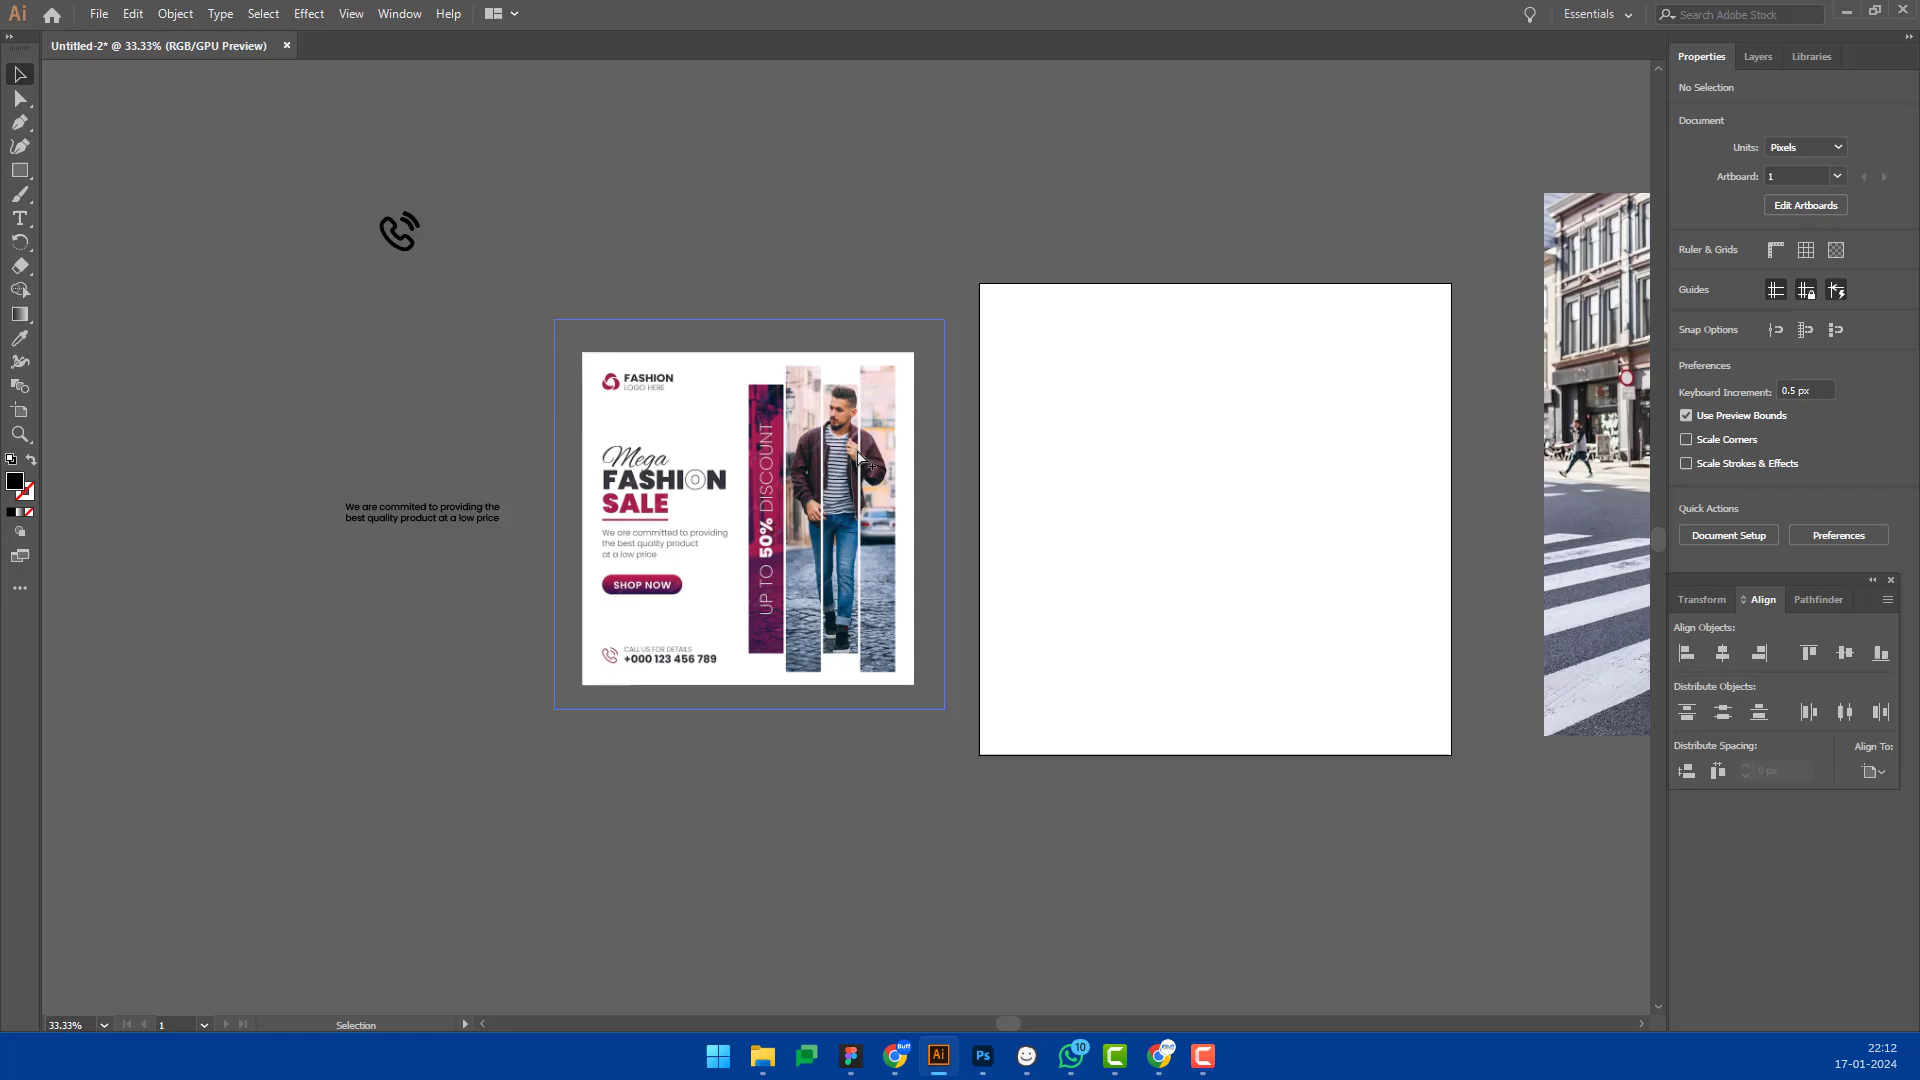 Ai
File Edit Object Type Select Effect View Window Help
Essentials
Search Adobe Stock
Untitled-2* @ 33.33% (RGB/GPU Preview)
Properties Layers Libraries
No Selection
Document
Units: Pixels
Artboard: 1
Edit Artboards
Ruler & Grids
Guides
Snap Options
Preferences
Keyboard Increment: 0.5 px
Use Preview Bounds
Scale Corners
Scale Strokes & Effects
Quick Actions
Document Setup Preferences
Transform Align Pathfinder
Align Objects:
Distribute Objects:
Distribute Spacing: Align To:
0 px
We are commited to providing the
best quality product at a low price
FASHION
LOGO HERE
Mega
FASHION
SALE
We are committed to providing
the best quality product
at a low price
SHOP NOW
CALL US FOR DETAILS
+000 123 456 789
UP TO 50% DISCOUNT
33.33% 1 Selection
Buff
Ai
Ps
10
22:12
17-01-2024